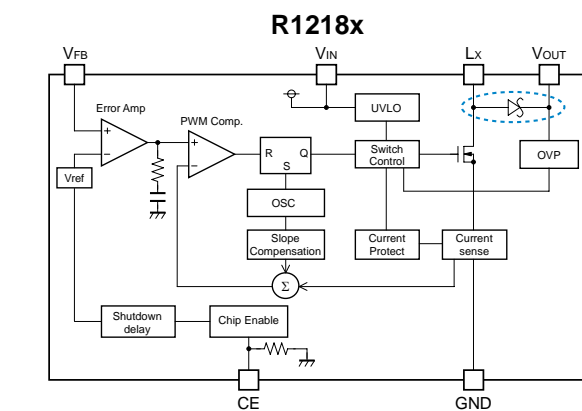 R1218x
VFB
VIN
LX
VOUT
Error Amp
+
−
PWM Comp.
+
−
R
Q
S
UVLO
Switch
Control
OVP
Vref
OSC
Slope
Compensation
Current
Protect
Current
sense
Σ
Shutdown
delay
Chip Enable
CE
GND